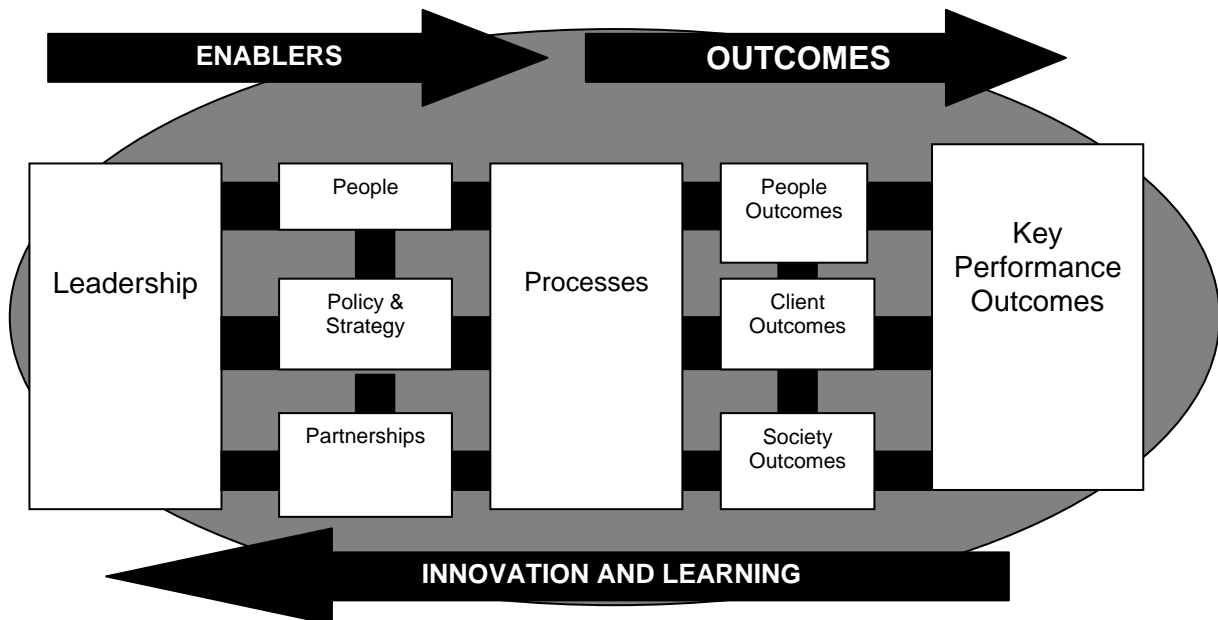 ENABLERS
OUTCOMES
Leadership
People
Policy &
Strategy
Partnerships
Processes
People
Outcomes
Client
Outcomes
Society
Outcomes
Key
Performance
Outcomes
INNOVATION AND LEARNING